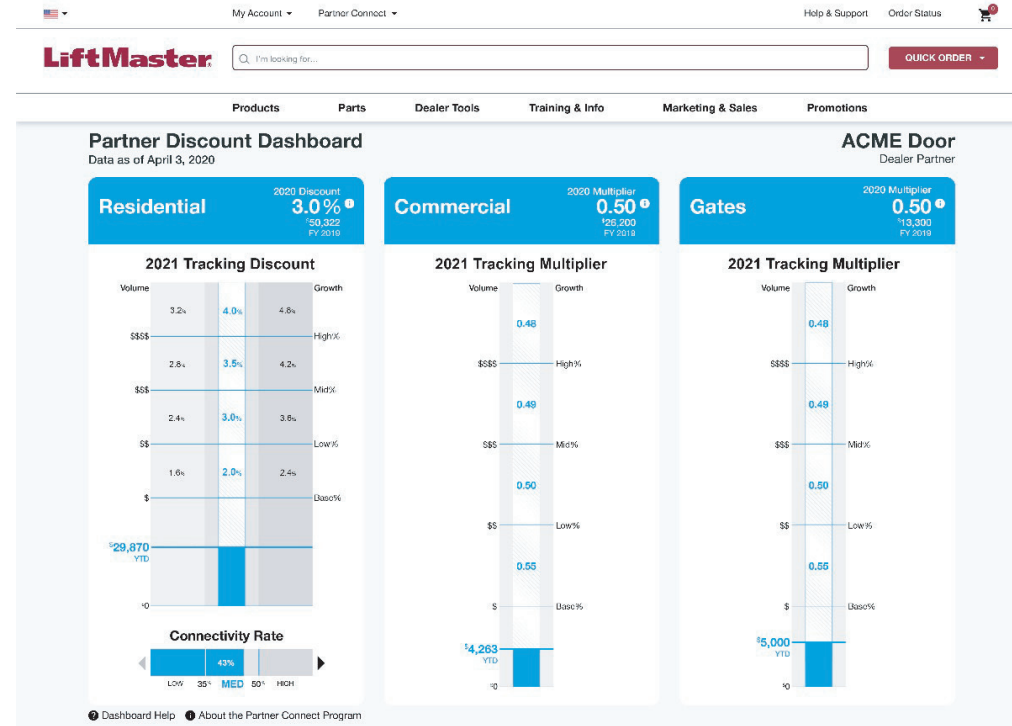 My Account
Partner Connect
Help & Support
Order Status
0
LiftMaster
I'm looking for...
QUICK ORDER
Products
Parts
Dealer Tools
Training & Info
Marketing & Sales
Promotions
Partner Discount Dashboard
Data as of April 3, 2020
ACME Door
Dealer Partner
Residential
2020 Discount
3.0%
$50,322
FY 2019
Commercial
2020 Multiplier
0.50
$26,200
FY 2019
Gates
2020 Multiplier
0.50
$13,300
FY 2019
2021 Tracking Discount
Volume
Growth
3.2%
4.0%
4.8%
$$$$
High%
2.8%
3.5%
4.2%
$$$
Mid%
2.4%
3.0%
3.6%
$$
Low%
1.6%
2.0%
2.4%
$
Base%
$29,870
YTD
$0
Connectivity Rate
43%
LOW
35%
MED
50%
HIGH
2021 Tracking Multiplier
Volume
Growth
0.48
$$$$
High%
0.49
$$$
Mid%
0.50
$$
Low%
0.55
$
Base%
$4,263
YTD
$0
2021 Tracking Multiplier
Volume
Growth
0.48
$$$$
High%
0.49
$$$
Mid%
0.50
$$
Low%
0.55
$
Base%
$5,000
YTD
$0
Dashboard Help
About the Partner Connect Program